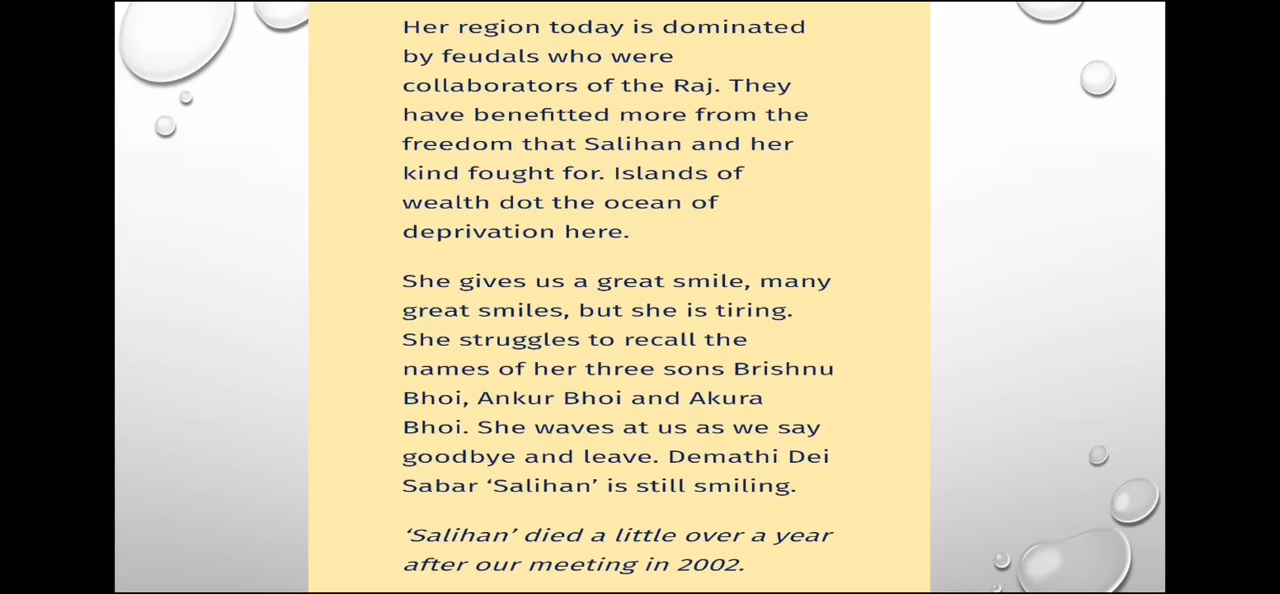 Her region today is dominated
by feudals who were
collaborators of the Raj. They
have benefitted more from the
freedom that Salihan and her
kind fought for. Islands of
wealth dot the ocean of
deprivation here.
She gives us a great smile, many
great smiles, but she is tiring.
She struggles to recall the
names of her three sons Brishnu
Bhoi, Ankur Bhoi and Akura
Bhoi. She waves at us as we say
goodbye and leave. Demathi Dei
Sabar ‘Salihan’ is still smiling.
‘Salihan’ died a little over a year
after our meeting in 2002.